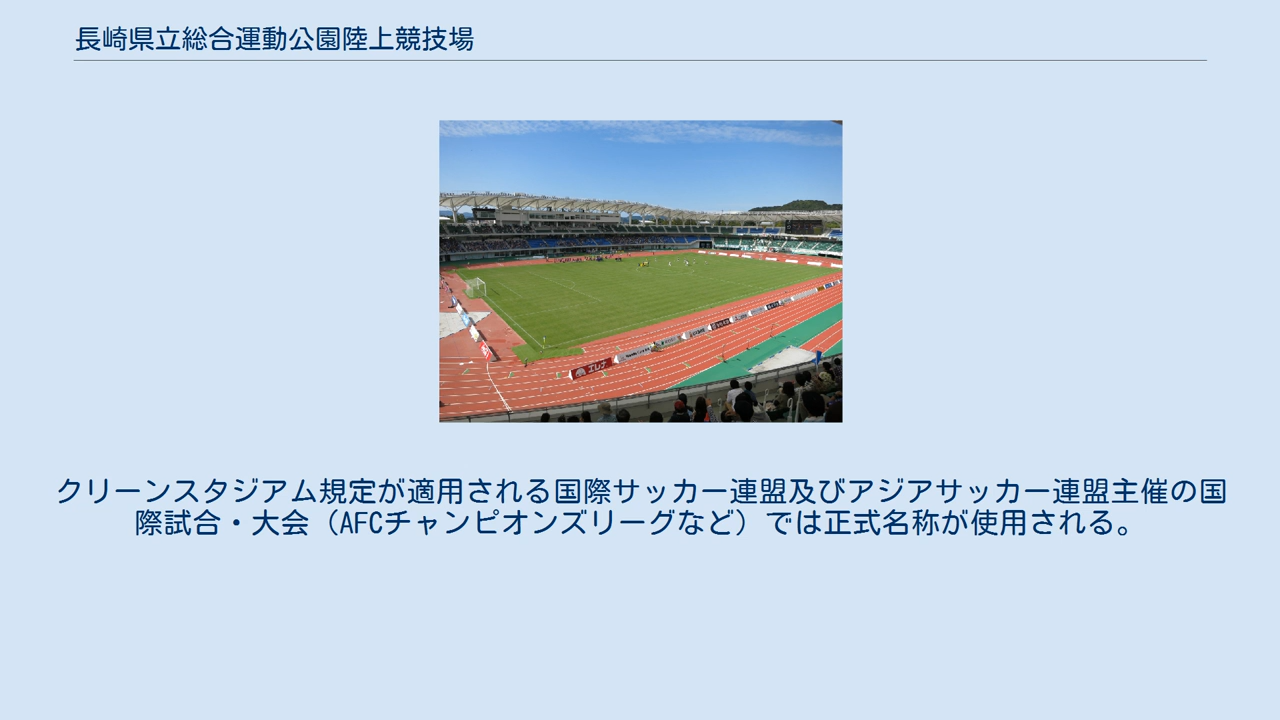 長崎県立総合運動公園陸上競技場
エレナ
クリーンスタジアム規定が適用される国際サッカー連盟及びアジアサッカー連盟主催の国
際試合・大会（AFCチャンピオンズリーグなど）では正式名称が使用される。